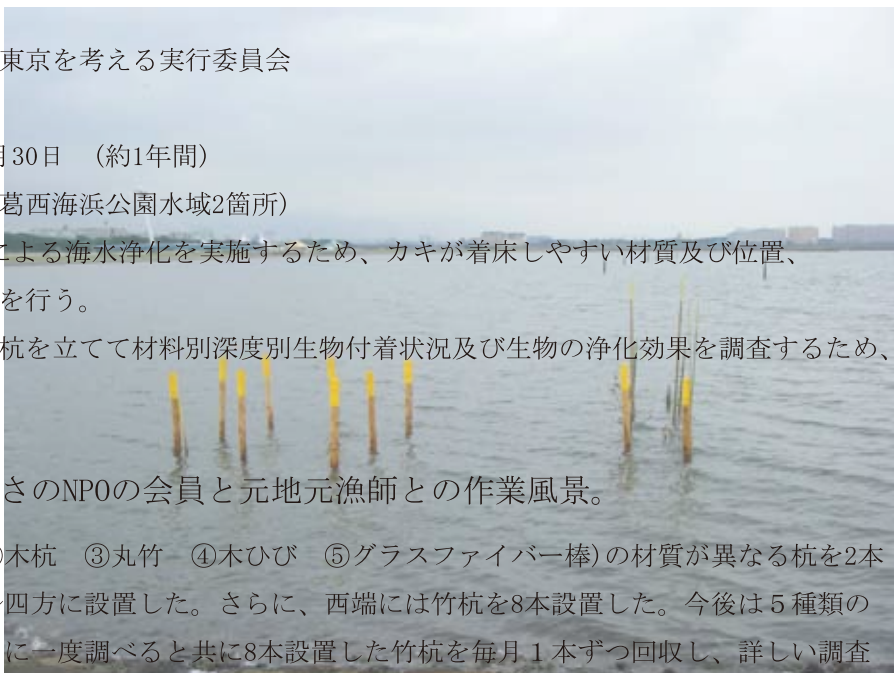 東京を考える実行委員会
月30日　（約1年間）
葛西海浜公園水域2箇所）
による海水浄化を実施するため、カキが着床しやすい材質及び位置、
を行う。
杭を立てて材料別深度別生物付着状況及び生物の浄化効果を調査するため、
さのNPOの会員と元地元漁師との作業風景。
木杭　③丸竹　④木ひび　⑤グラスファイバー棒)の材質が異なる杭を2本
四方に設置した。さらに、西端には竹杭を8本設置した。今後は５種類の
に一度調べると共に8本設置した竹杭を毎月１本ずつ回収し、詳しい調査